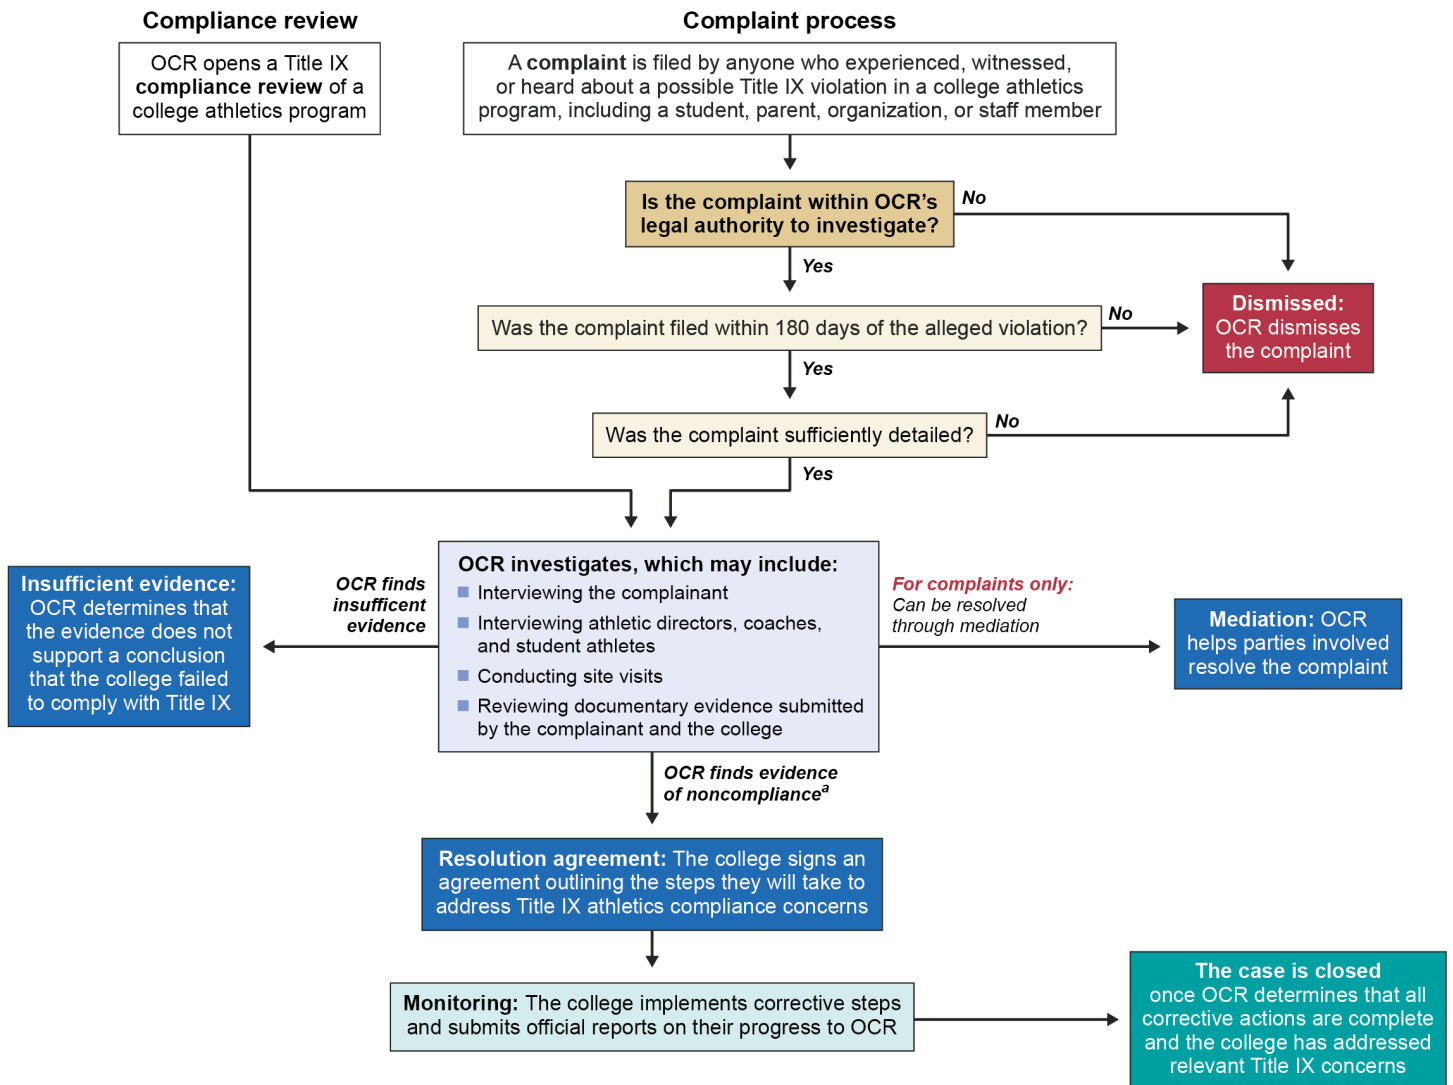 Compliance review
OCR opens a Title IX
compliance review of a
college athletics program
Complaint process
A complaint is filed by anyone who experienced, witnessed,
or heard about a possible Title IX violation in a college athletics
program, including a student, parent, organization, or staff member
Is the complaint within OCR’s
legal authority to investigate?
No
Yes
Was the complaint filed within 180 days of the alleged violation?
No
Yes
Dismissed:
OCR dismisses
the complaint
Was the complaint sufficiently detailed?
No
Yes
OCR investigates, which may include:
Interviewing the complainant
Interviewing athletic directors, coaches,
and student athletes
Conducting site visits
Reviewing documentary evidence submitted
by the complainant and the college
OCR finds
insufficent
evidence
Insufficient evidence:
OCR determines that
the evidence does not
support a conclusion
that the college failed
to comply with Title IX
For complaints only:
Can be resolved
through mediation
Mediation: OCR
helps parties involved
resolve the complaint
OCR finds evidence
of noncomplianceᵃ
Resolution agreement: The college signs an
agreement outlining the steps they will take to
address Title IX athletics compliance concerns
Monitoring: The college implements corrective steps
and submits official reports on their progress to OCR
The case is closed
once OCR determines that all
corrective actions are complete
and the college has addressed
relevant Title IX concerns